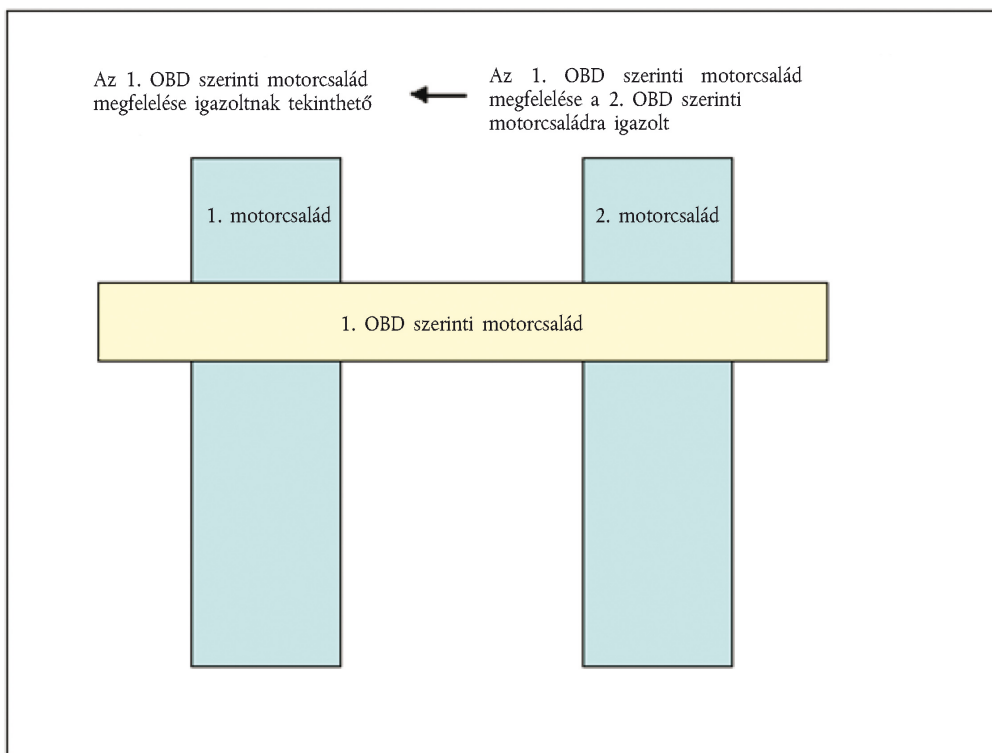 Az 1. OBD szerinti motorcsalád
megfelelése igazoltnak tekinthető
Az 1. OBD szerinti motorcsalád
megfelelése a 2. OBD szerinti
motorcsaládra igazolt
1. motorcsalád
2. motorcsalád
1. OBD szerinti motorcsalád